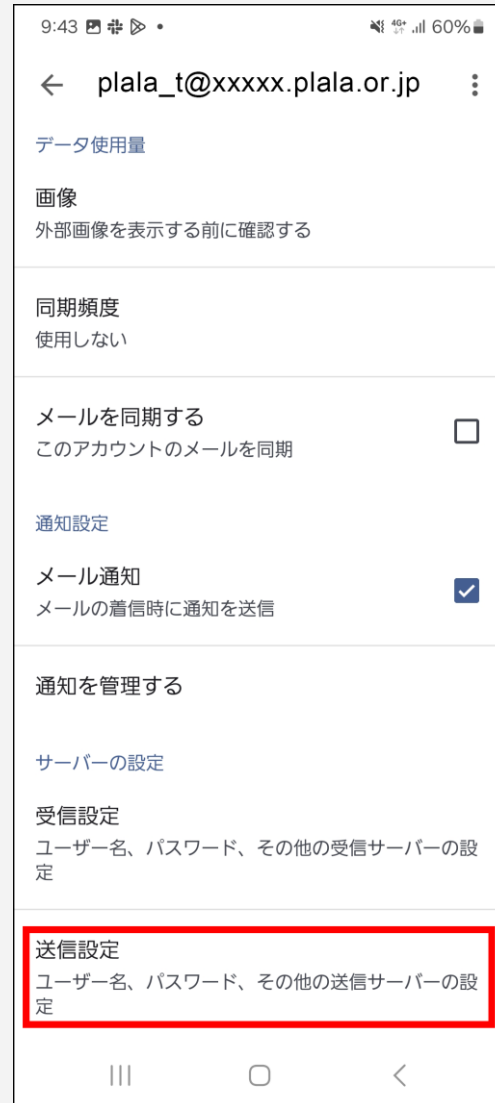 9:43
4G+ 60%
plala_t@xxxxx.plala.or.jp
データ使用量
画像
外部画像を表示する前に確認する
同期頻度
使用しない
メールを同期する
このアカウントのメールを同期
通知設定
メール通知
メールの着信時に通知を送信
通知を管理する
サーバーの設定
受信設定
ユーザー名、パスワード、その他の受信サーバーの設
定
送信設定
ユーザー名、パスワード、その他の送信サーバーの設
定